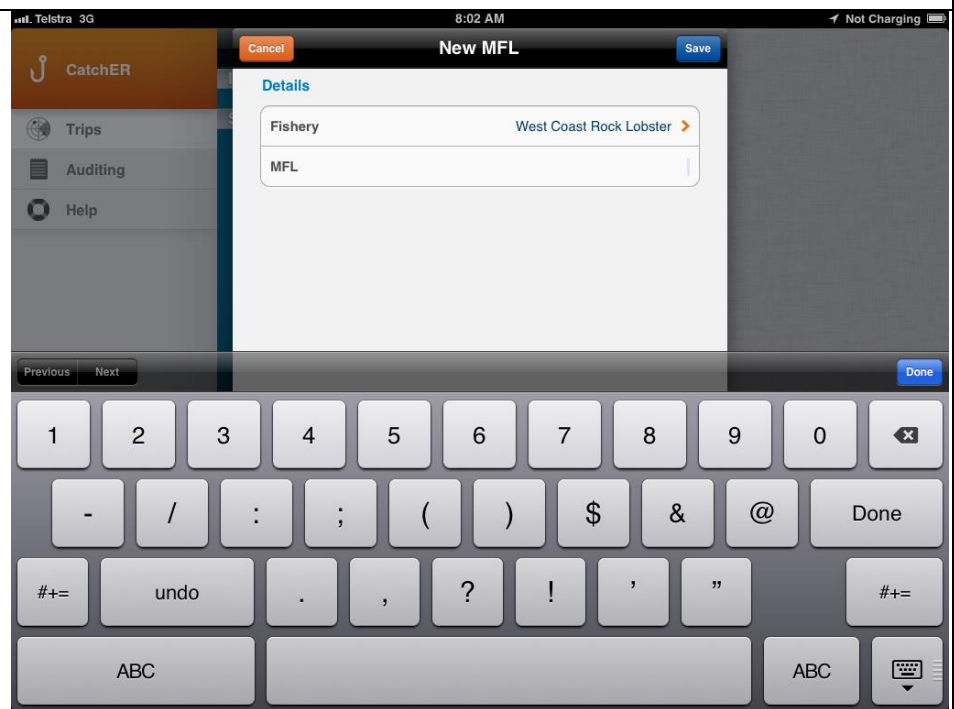 Telstra 3G 8:02 AM Not Charging
Cancel New MFL Save
CatchER
Details
Trips
Fishery West Coast Rock Lobster
Auditing
MFL
Help
Previous Next Done
1 2 3 4 5 6 7 8 9 0
- / : ; ( ) $ & @ Done
#+= undo . , ? ! ' " #+=
ABC ABC